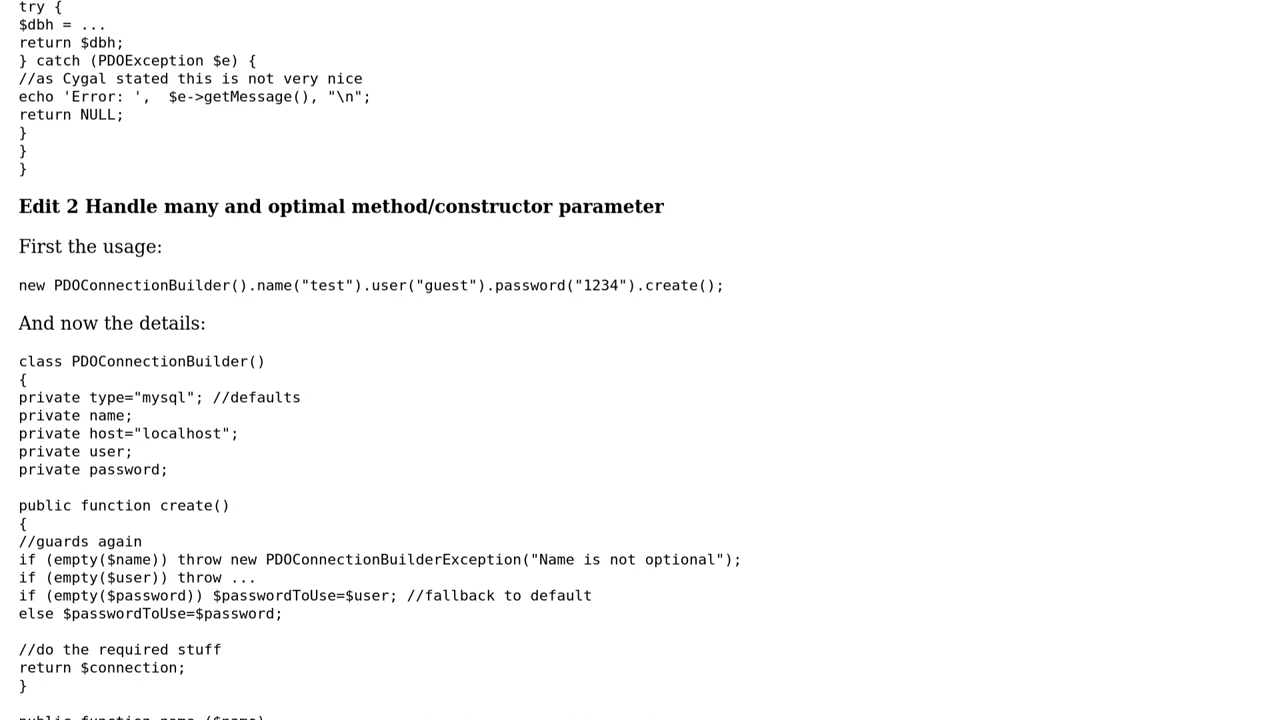 try {
$dbh = ...
return $dbh;
} catch (PDOException $e) {
//as Cygal stated this is not very nice
echo 'Error: ',  $e->getMessage(), "\n";
return NULL;
}
}
}
Edit 2 Handle many and optimal method/constructor parameter
First the usage:
new PDOConnectionBuilder().name("test").user("guest").password("1234").create();
And now the details:
class PDOConnectionBuilder()
{
private type="mysql"; //defaults
private name;
private host="localhost";
private user;
private password;
public function create()
{
//guards again
if (empty($name)) throw new PDOConnectionBuilderException("Name is not optional");
if (empty($user)) throw ...
if (empty($password)) $passwordToUse=$user; //fallback to default
else $passwordToUse=$password;
//do the required stuff
return $connection;
}
public function name ($name)